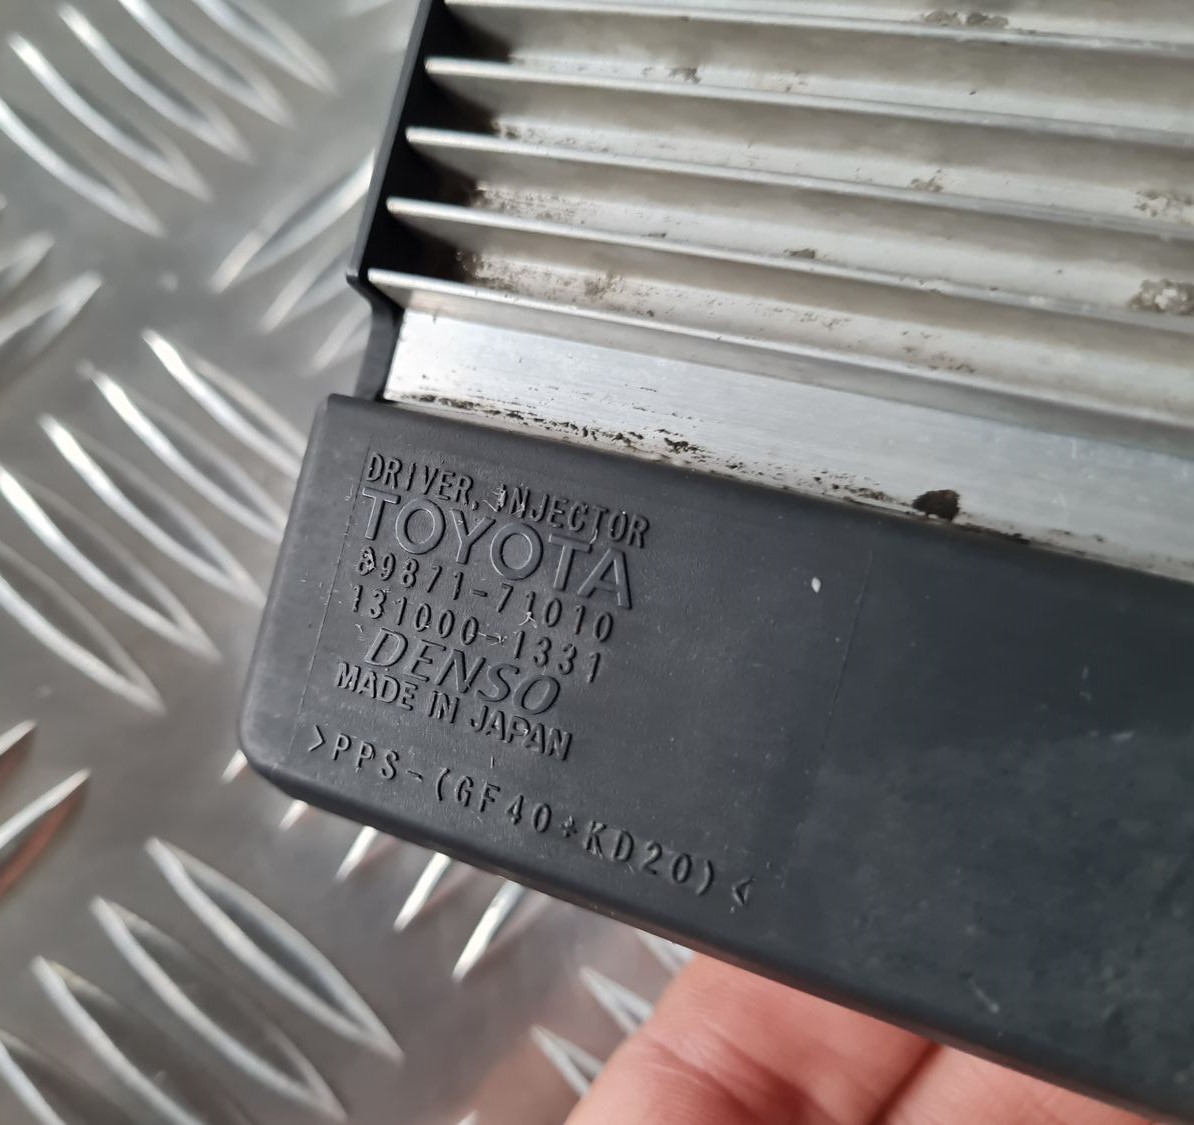 DRIVER, INJECTOR
TOYOTA
89871-71010
131000-1331
DENSO
MADE IN JAPAN
>PPS-(GF40+KD20)<